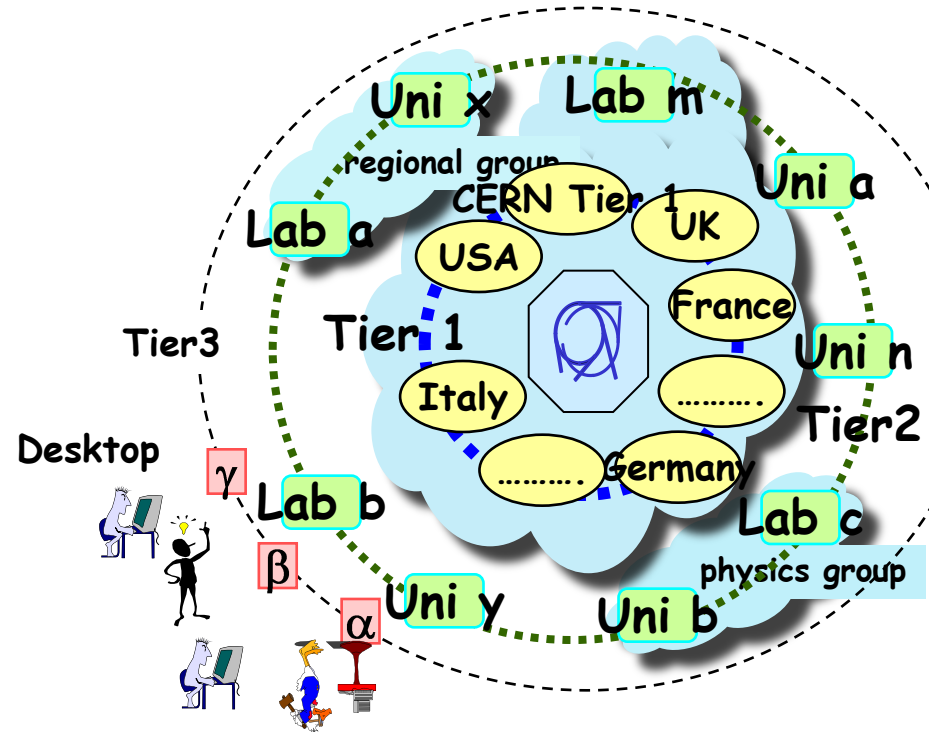 Uni x
Lab m
regional group
Uni a
CERN Tier 1
UK
Lab a
USA
France
Tier3
Tier 1
Uni n
Italy
……….
Tier2
Desktop
γ
……….
Germany
Lab b
Lab c
β
physics group
Uni y
Uni b
α